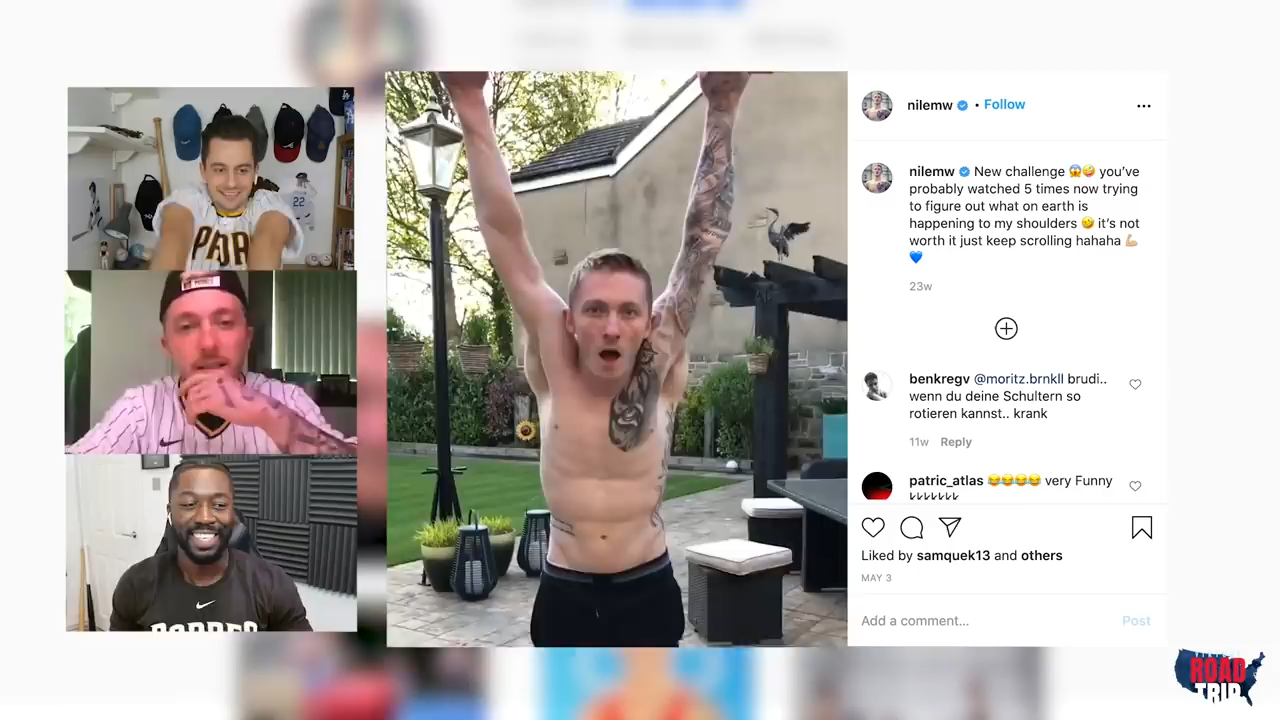 nilemw • Follow
nilemw New challenge 😱🤪 you've
probably watched 5 times now trying
to figure out what on earth is
happening to my shoulders 🤣 it's not
worth it just keep scrolling hahaha 💪🏼
💙
23w
benkregv @moritz.brnkll brudi..
wenn du deine Schultern so
rotieren kannst.. krank
11w Reply
patric_atlas 😂😂😂😂 very Funny
Liked by samquek13 and others
MAY 3
Add a comment... Post
22
ROAD
TRIP